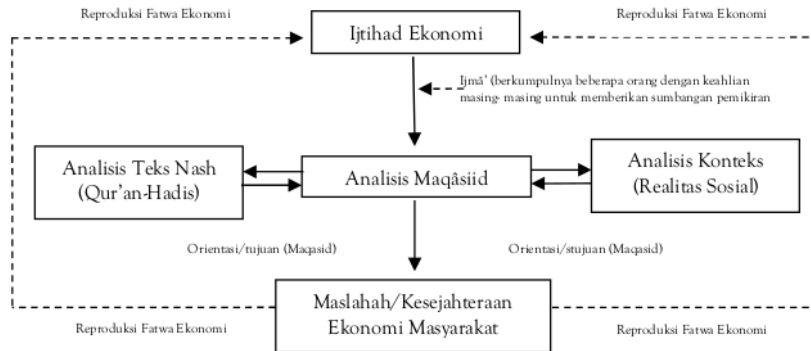 Reproduksi Fatwa Ekonomi
Reproduksi Fatwa Ekonomi
Ijtihad Ekonomi
Ijmâ' (berkumpulnya beberapa orang dengan keahlian
masing- masing untuk memberikan sumbangan pemikiran
Analisis Teks Nash
(Qur'an-Hadis)
Analisis Maqâsiid
Analisis Konteks
(Realitas Sosial)
Orientasi/tujuan (Maqasid)
Orientasi/stujuan (Maqasid)
Maslahah/Kesejahteraan
Ekonomi Masyarakat
Reproduksi Fatwa Ekonomi
Reproduksi Fatwa Ekonomi